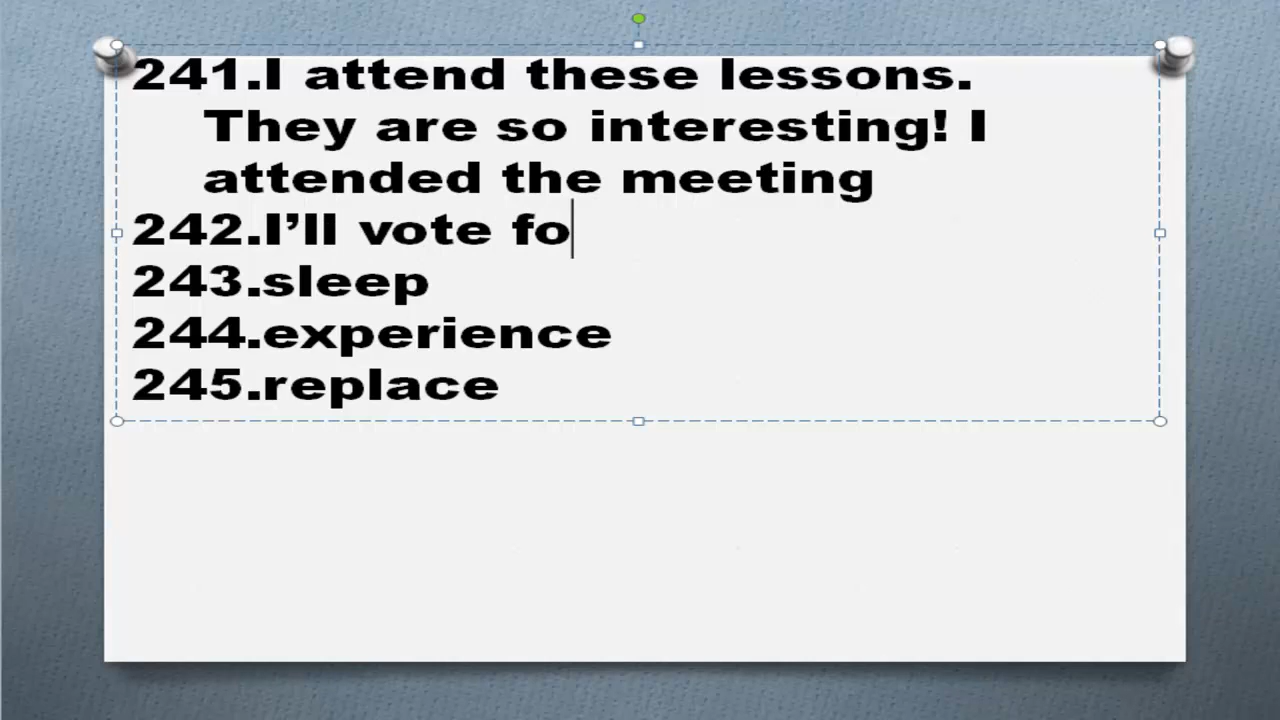 241.I attend these lessons.
They are so interesting! I
attended the meeting
242.I’ll vote fo
243.sleep
244.experience
245.replace